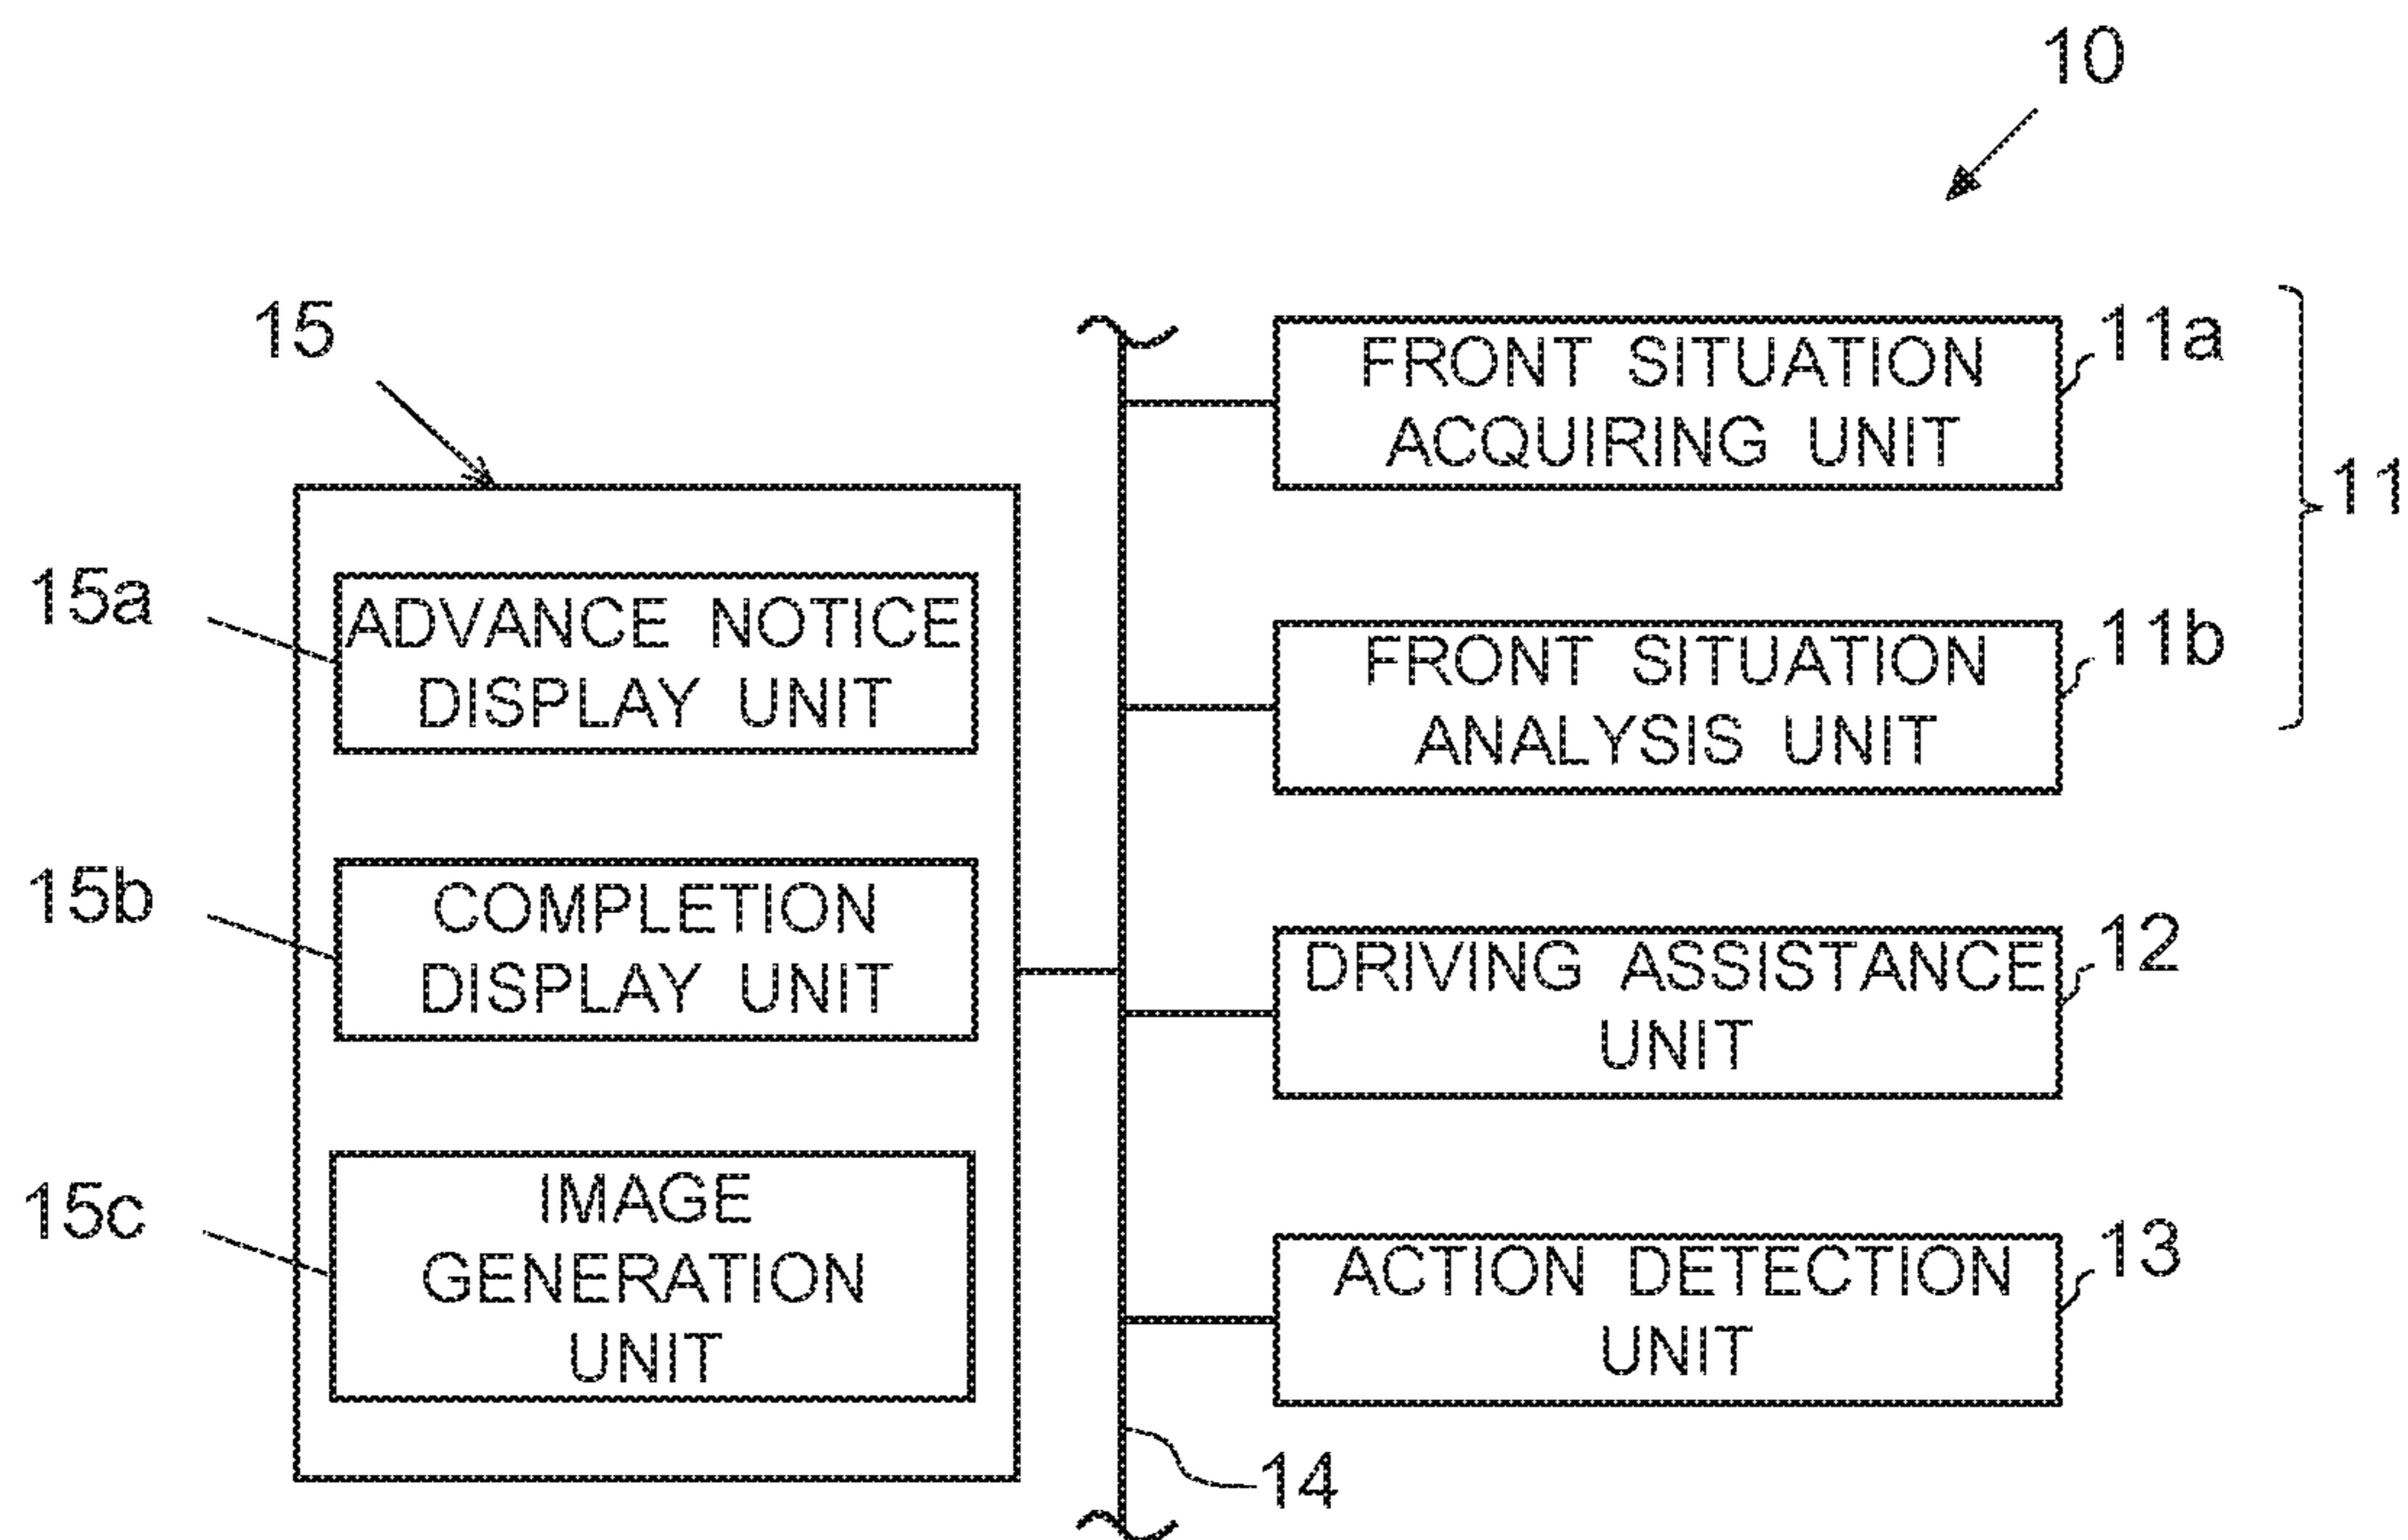 10
15
15a
ADVANCE NOTICE
DISPLAY UNIT
15b
COMPLETION
DISPLAY UNIT
15c
IMAGE
GENERATION
UNIT
FRONT SITUATION
ACQUIRING UNIT
11a
FRONT SITUATION
ANALYSIS UNIT
11b
11
DRIVING ASSISTANCE
UNIT
12
ACTION DETECTION
UNIT
13
14